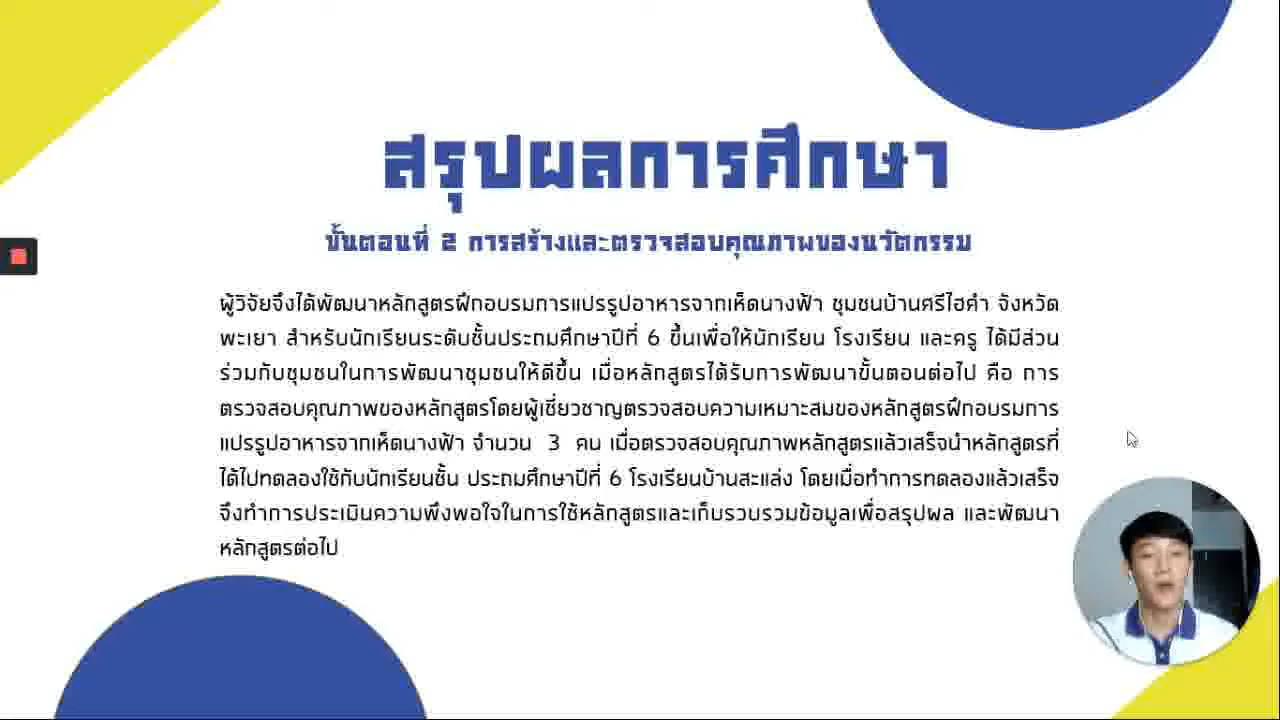 สรุปผลการศึกษา
ขั้นตอนที่ 2 การสร้างและตรวจสอบคุณภาพของนวัตกรรม
ผู้วิจัยจึงได้พัฒนาหลักสูตรฝึกอบรมการแปรรูปอาหารจากเห็ดนางฟ้า ชุมชนบ้านศรีไฮคำ จังหวัด
พะเยา สำหรับนักเรียนระดับชั้นประถมศึกษาปีที่ 6 ขึ้นเพื่อให้นักเรียน โรงเรียน และครู ได้มีส่วน
ร่วมกับชุมชนในการพัฒนาชุมชนให้ดีขึ้น เมื่อหลักสูตรได้รับการพัฒนาขั้นตอนต่อไป คือ การ
ตรวจสอบคุณภาพของหลักสูตรโดยผู้เชี่ยวชาญตรวจสอบความเหมาะสมของหลักสูตรฝึกอบรมการ
แปรรูปอาหารจากเห็ดนางฟ้า จำนวน 3 คน เมื่อตรวจสอบคุณภาพหลักสูตรแล้วเสร็จนำหลักสูตรที่
ได้ไปทดลองใช้กับนักเรียนชั้น ประถมศึกษาปีที่ 6 โรงเรียนบ้านสะแล่ง โดยเมื่อทำการทดลองแล้วเสร็จ
จึงทำการประเมินความพึงพอใจในการใช้หลักสูตรและเก็บรวบรวมข้อมูลเพื่อสรุปผล และพัฒนา
หลักสูตรต่อไป